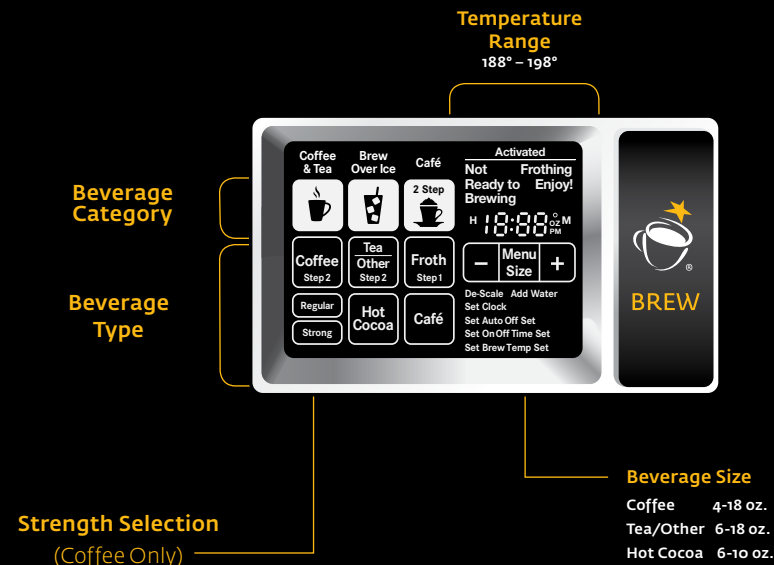 Temperature
Range
188° – 198°
Beverage
Category
Beverage
Type
Coffee
& Tea
Brew
Over Ice
Café
2 Step
Coffee
Step 2
Tea
Other
Step 2
Froth
Step 1
Regular
Strong
Hot
Cocoa
Café
Activated
Not Frothing
Ready to Enjoy!
Brewing
H 18:88 ° OZ M PM
– Menu Size +
De-Scale Add Water
Set Clock
Set Auto Off Set
Set On Off Time Set
Set Brew Temp Set
®
BREW
Strength Selection
(Coffee Only)
Beverage Size
Coffee 4-18 oz.
Tea/Other 6-18 oz.
Hot Cocoa 6-10 oz.